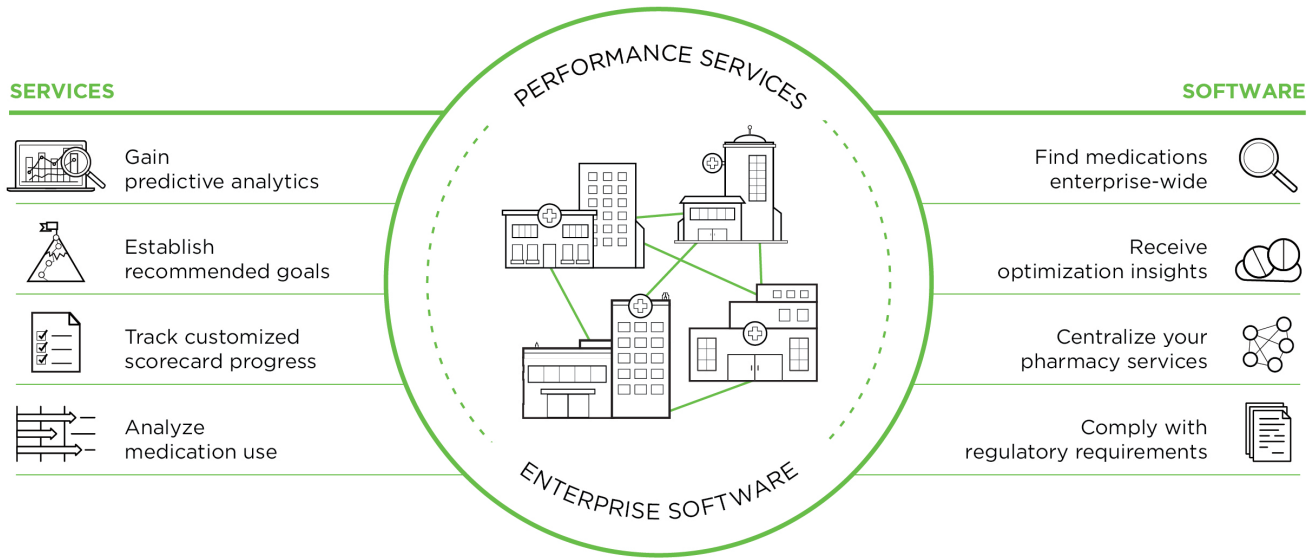 PERFORMANCE SERVICES
SERVICES
Gain
predictive analytics
Establish
recommended goals
Track customized
scorecard progress
Analyze
medication use
SOFTWARE
Find medications
enterprise-wide
Receive
optimization insights
Centralize your
pharmacy services
Comply with
regulatory requirements
ENTERPRISE SOFTWARE